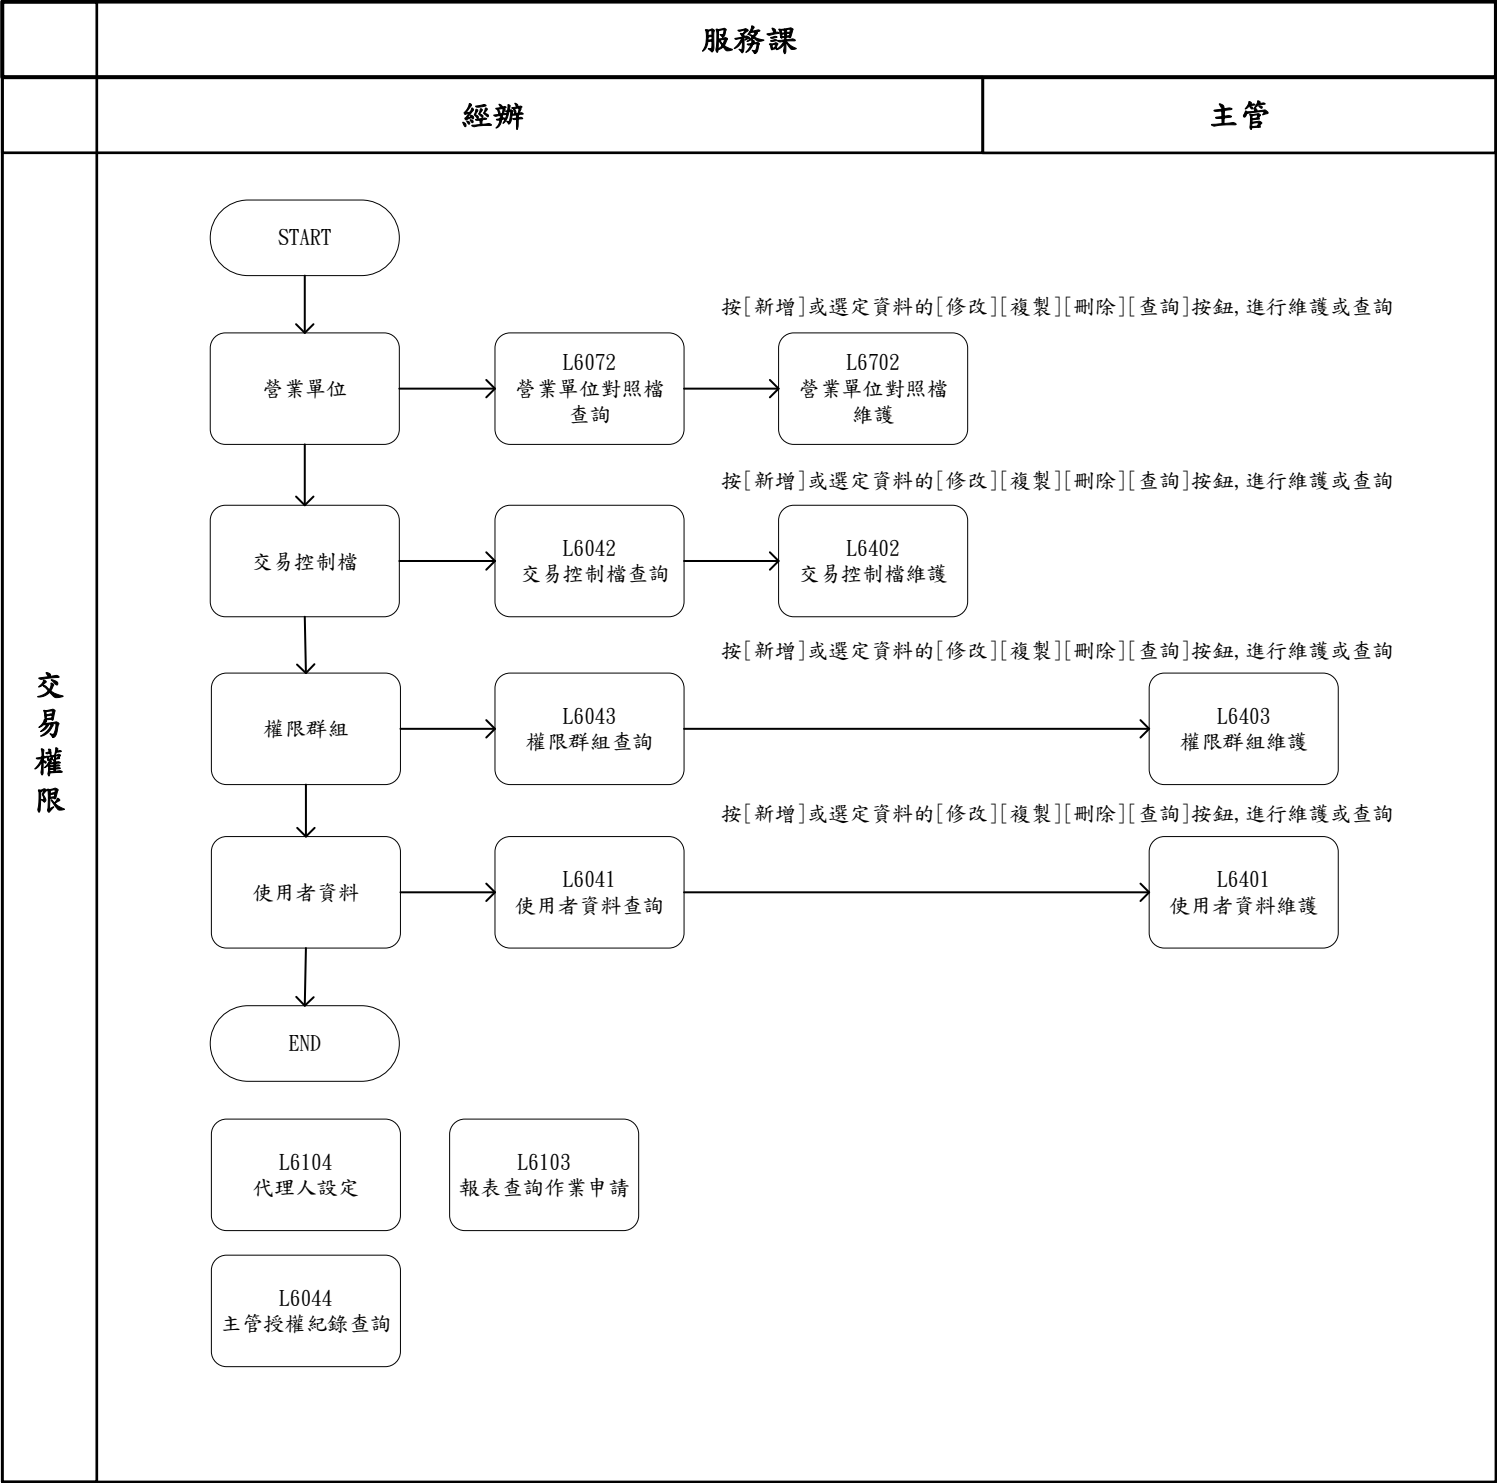 服務課
經辦
主管
交易權限
START
按[新增]或選定資料的[修改][複製][刪除][查詢]按鈕,進行維護或查詢
營業單位
L6072
營業單位對照檔
查詢
L6702
營業單位對照檔
維護
按[新增]或選定資料的[修改][複製][刪除][查詢]按鈕,進行維護或查詢
交易控制檔
L6042
交易控制檔查詢
L6402
交易控制檔維護
按[新增]或選定資料的[修改][複製][刪除][查詢]按鈕,進行維護或查詢
權限群組
L6043
權限群組查詢
L6403
權限群組維護
按[新增]或選定資料的[修改][複製][刪除][查詢]按鈕,進行維護或查詢
使用者資料
L6041
使用者資料查詢
L6401
使用者資料維護
END
L6104
代理人設定
L6103
報表查詢作業申請
L6044
主管授權紀錄查詢